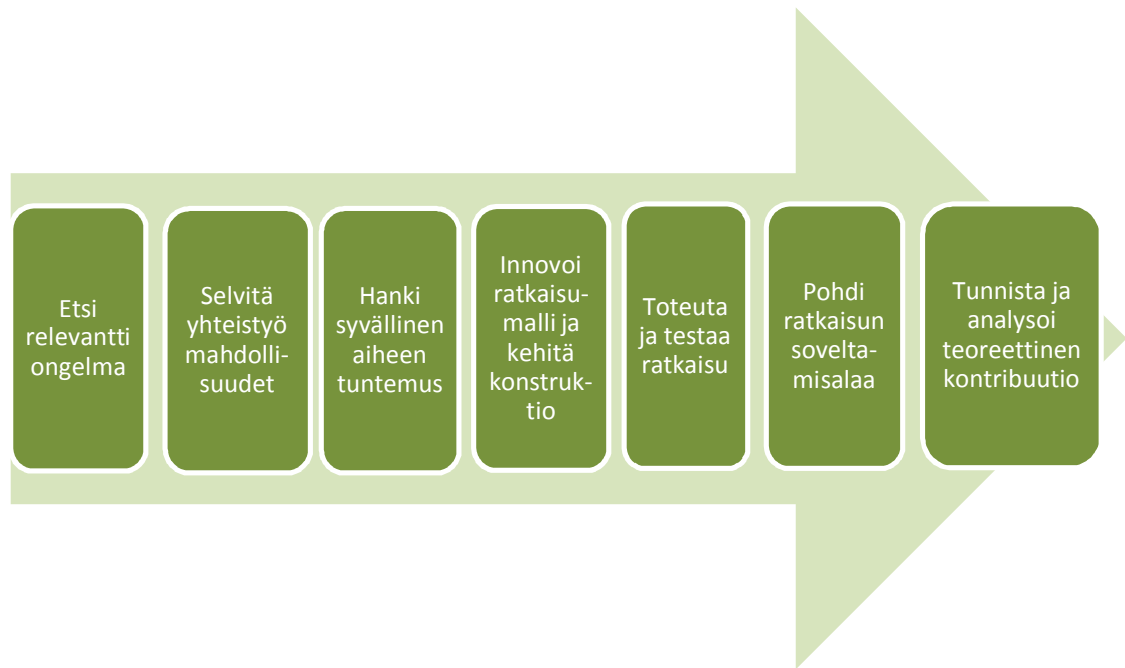 Etsi
relevantti
ongelma
Selvitä
yhteistyö
mahdolli-
suudet
Hanki
syvällinen
aiheen
tuntemus
Innovoi
ratkaisu-
malli ja
kehitä
konstruk-
tio
Toteuta
ja testaa
ratkaisu
Pohdi
ratkaisun
sovelta-
misalaa
Tunnista ja
analysoi
teoreettinen
kontribuutio